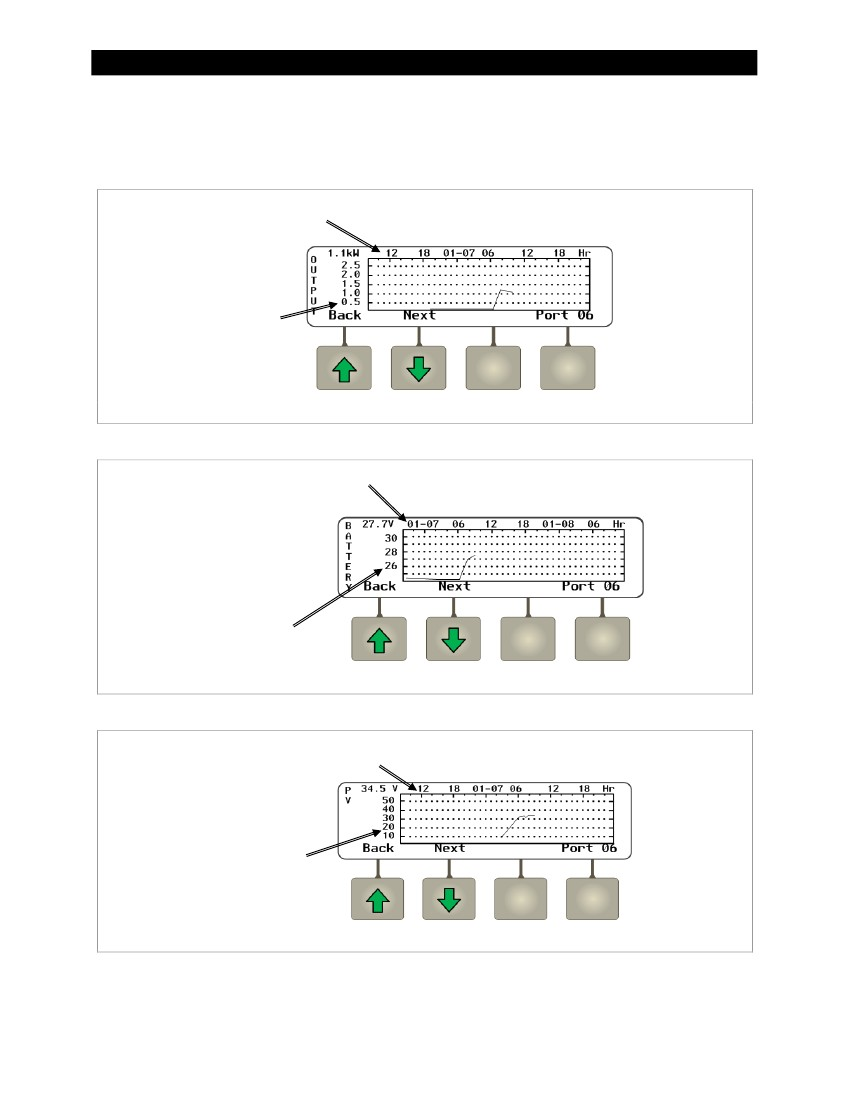 1.1kW 12 18 01-07 06 12 18 Hr
OUTPUT
2.5
2.0
1.5
1.0
0.5
Back Next Port 06
27.7V 01-07 06 12 18 01-08 06 Hr
BATTERY
30
28
26
Back Next Port 06
34.5 V 12 18 01-07 06 12 18 Hr
PV
50
40
30
20
10
Back Next Port 06